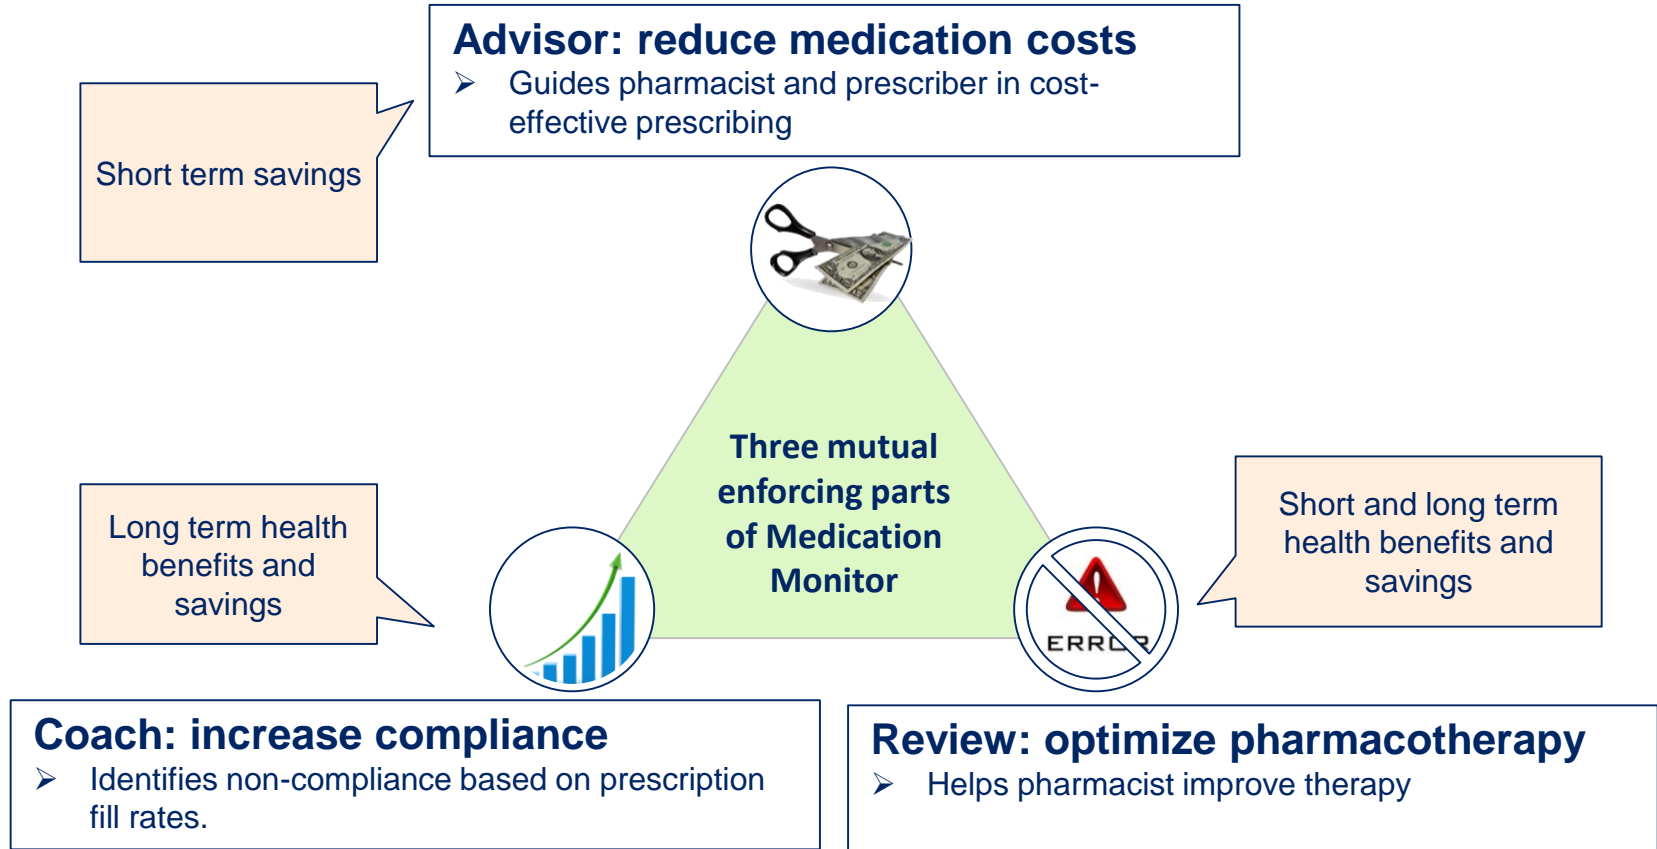 Advisor: reduce medication costs
➢ Guides pharmacist and prescriber in cost-
effective prescribing
Short term savings
Three mutual
enforcing parts
of Medication
Monitor
Long term health
benefits and
savings
Short and long term
health benefits and
savings
ERROR
Coach: increase compliance
➢ Identifies non-compliance based on prescription
fill rates.
Review: optimize pharmacotherapy
➢ Helps pharmacist improve therapy